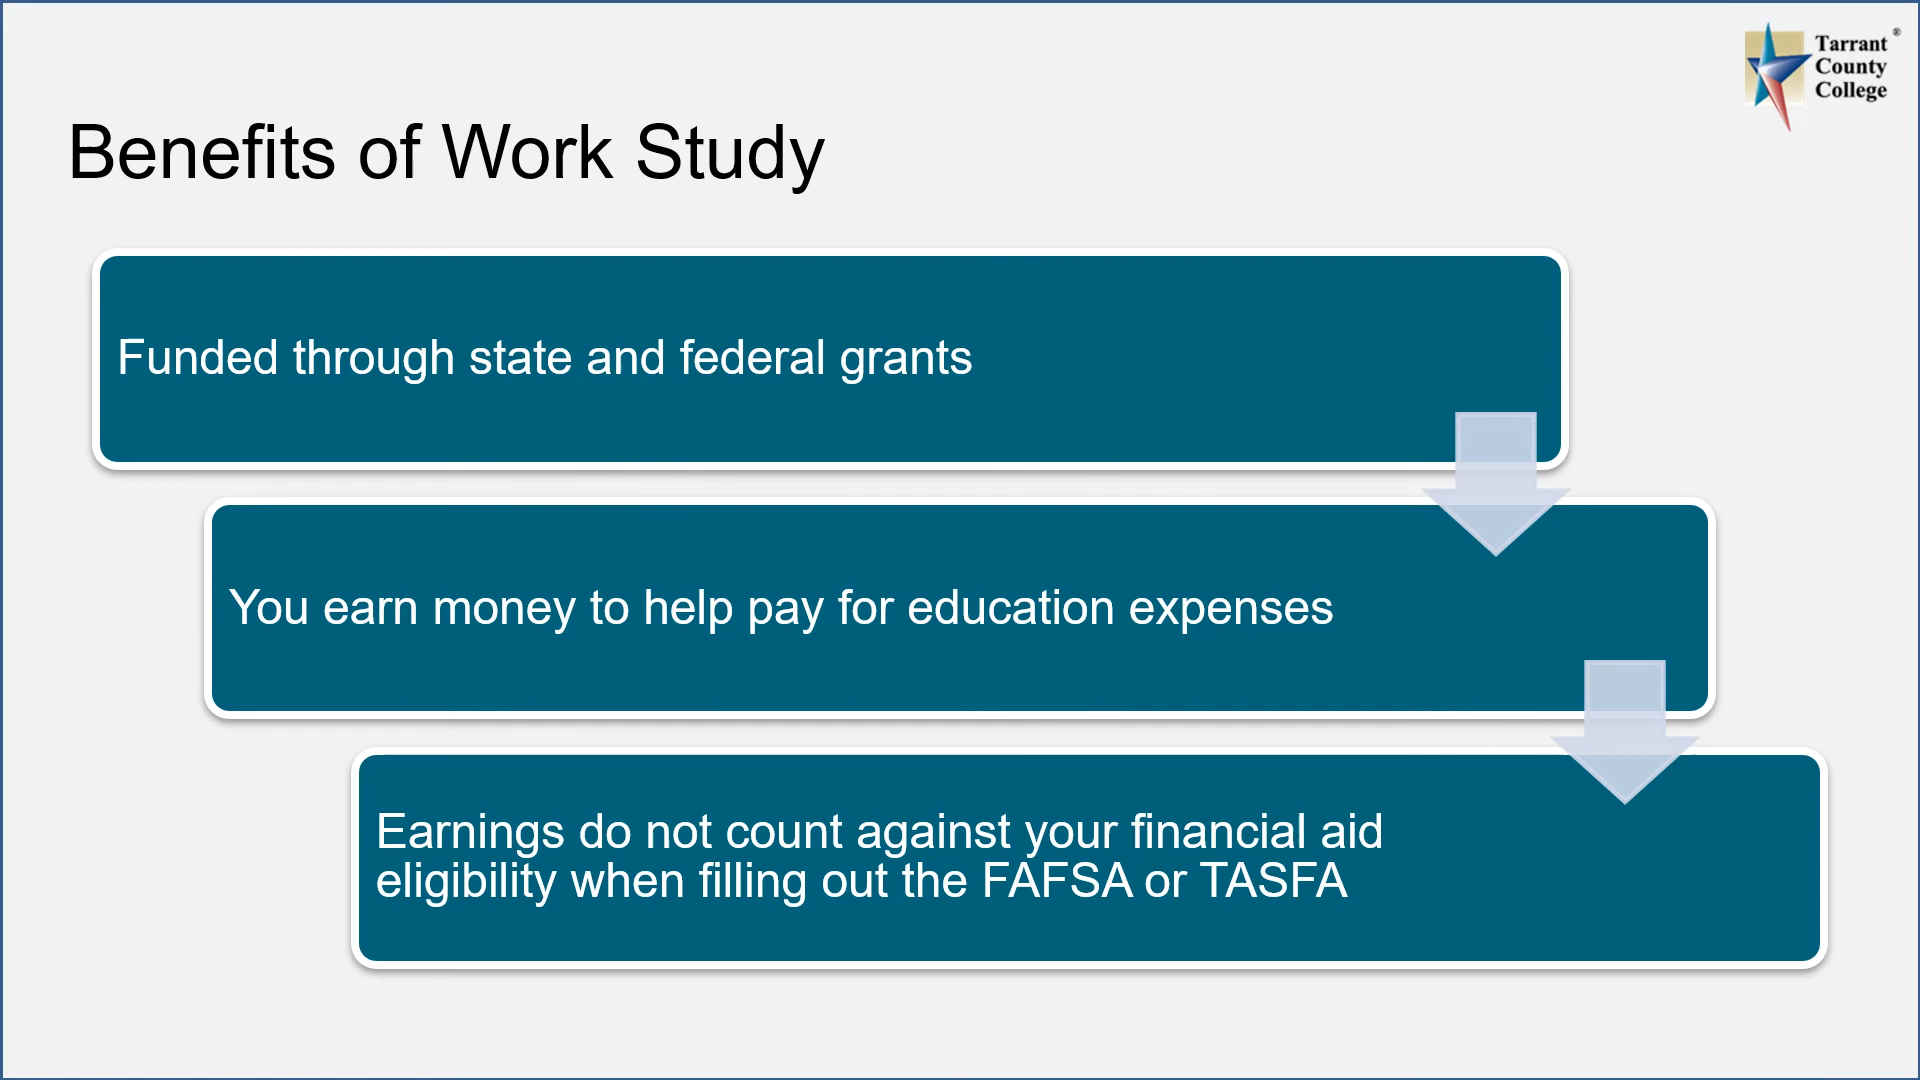 Tarrant ®
County
College
Benefits of Work Study
Funded through state and federal grants
You earn money to help pay for education expenses
Earnings do not count against your financial aid
eligibility when filling out the FAFSA or TASFA